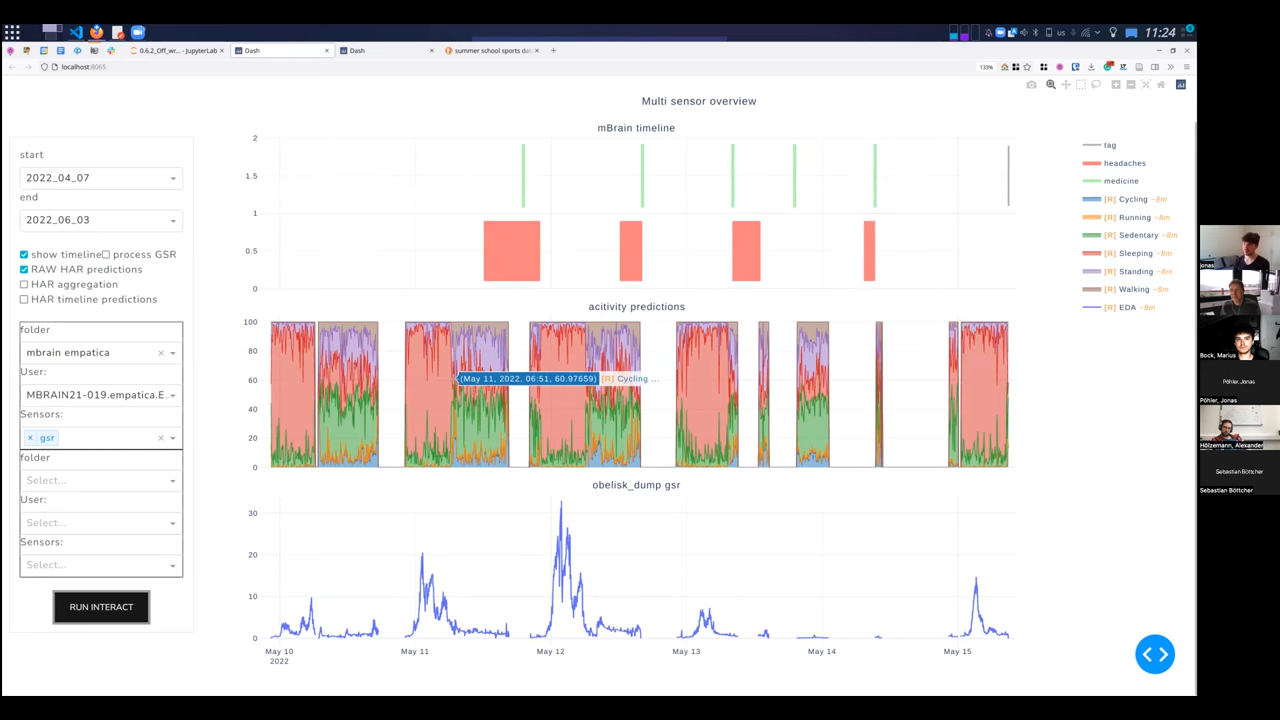 11:24
us
0.6.2_Off_wr... - JupyterLab
Dash
Dash
summer school sports da
localhost:8065
133%
Multi sensor overview
start
2022_04_07
end
2022_06_03
show timeline
process GSR
RAW HAR predictions
HAR aggregation
HAR timeline predictions
folder
mbrain empatica
User:
MBRAIN21-019.empatica.E...
Sensors:
gsr
folder
Select...
User:
Select...
Sensors:
Select...
RUN INTERACT
mBrain timeline
2
1.5
1
0.5
0
acitivity predictions
100
80
60
40
20
0
(May 11, 2022, 06:51, 60.97659)
[R] Cycling ...
obelisk_dump gsr
30
20
10
0
May 10
2022
May 11
May 12
May 13
May 14
May 15
tag
headaches
medicine
[R] Cycling ~8m
[R] Running ~8m
[R] Sedentary ~8m
[R] Sleeping ~8m
[R] Standing ~8m
[R] Walking ~8m
[R] EDA ~8m
jonas
Bock, Marius
Pöhler, Jonas
Pöhler, Jonas
Hölzemann, Alexander
Sebastian Böttcher
Sebastian Böttcher